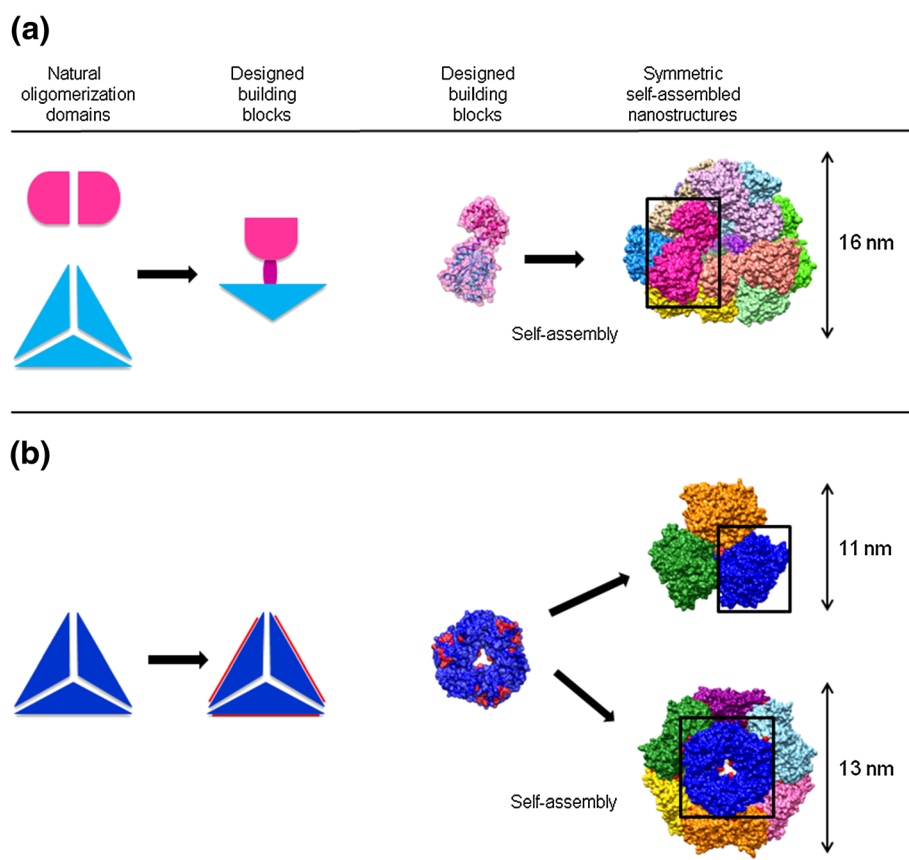 (a)
Natural
oligomerization
domains
Designed
building
blocks
Designed
building
blocks
Symmetric
self-assembled
nanostructures
16 nm
Self-assembly
(b)
11 nm
13 nm
Self-assembly